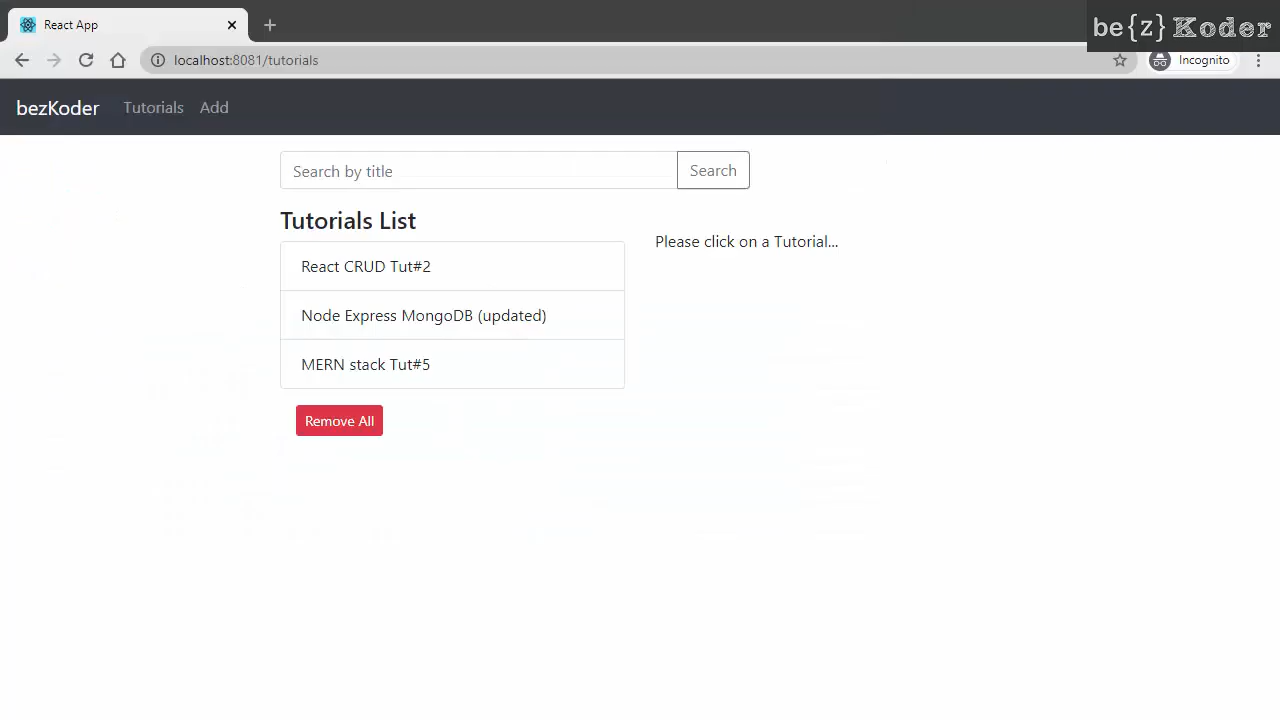 React App
be{z} Koder
localhost:8081/tutorials
Incognito
bezKoder Tutorials Add
Search by title Search
Tutorials List
Please click on a Tutorial...
React CRUD Tut#2
Node Express MongoDB (updated)
MERN stack Tut#5
Remove All